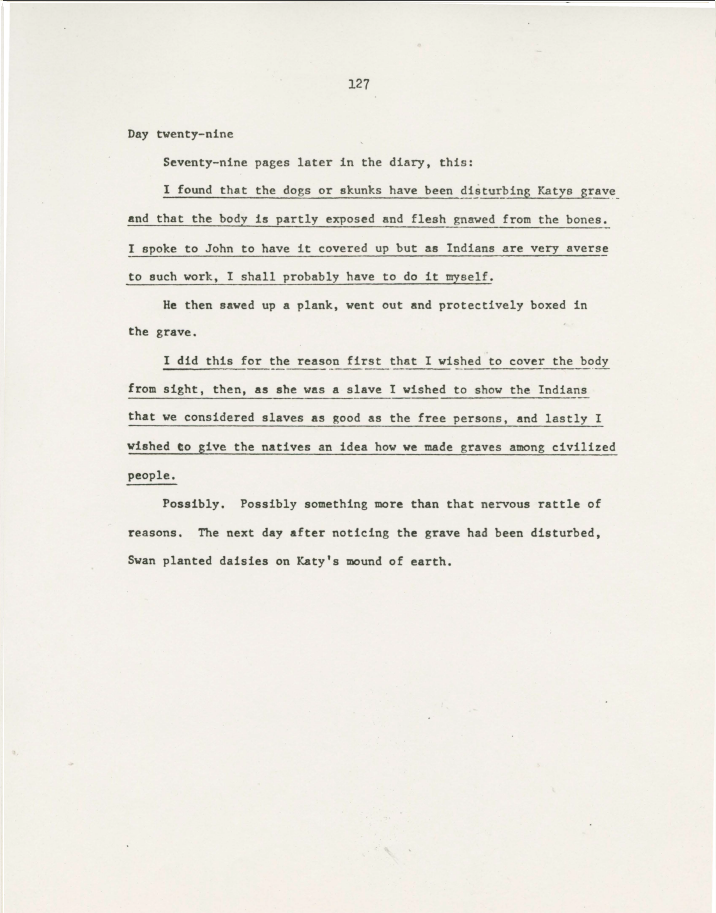 127
Day twenty-nine
Seventy-nine pages later in the diary, this:
I found that the dogs or skunks have been disturbing Katys grave
and that the body is partly exposed and flesh gnawed from the bones.
I spoke to John to have it covered up but as Indians are very averse
to such work, I shall probably have to do it myself.
He then sawed up a plank, went out and protectively boxed in
the grave.
I did this for the reason first that I wished to cover the body
from sight, then, as she was a slave I wished to show the Indians
that we considered slaves as good as the free persons, and lastly I
wished to give the natives an idea how we made graves among civilized
people.
Possibly. Possibly something more than that nervous rattle of
reasons. The next day after noticing the grave had been disturbed,
Swan planted daisies on Katy's mound of earth.